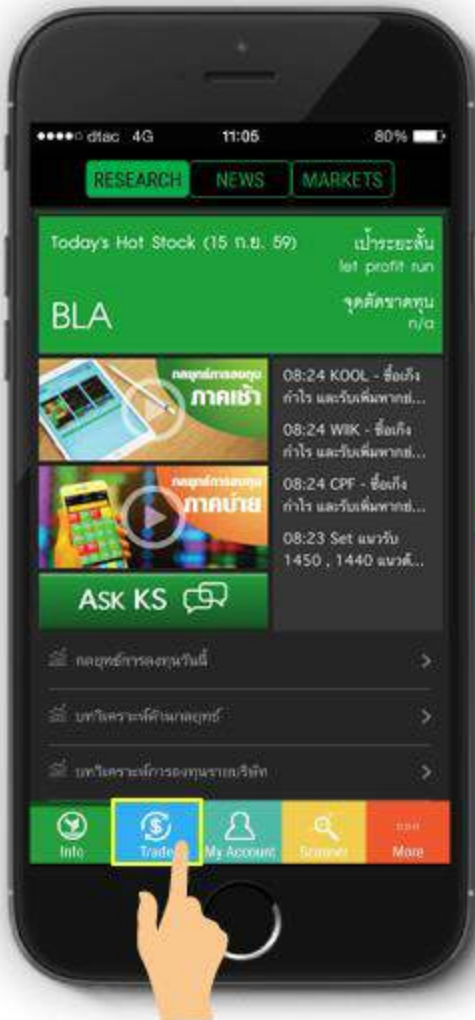 dtac 4G 11:05 80%
RESEARCH NEWS MARKETS
Today's Hot Stock (15 ก.ย. 59)
เป้าระยะสั้น
let profit run
BLA
จุดตัดขาดทุน
n/a
กลยุทธ์การลงทุน
ภาคเช้า
กลยุทธ์การลงทุน
ภาคบ่าย
ASK KS
08:24 KOOL - ซื้อเก็ง
กำไร และรับเพิ่มหากย่...
08:24 WIIK - ซื้อเก็ง
กำไร และรับเพิ่มหากย่...
08:24 CPF - ซื้อเก็ง
กำไร และรับเพิ่มหากย่...
08:23 Set แนวรับ
1450 , 1440 แนวต้...
กลยุทธ์การลงทุนวันนี้
บทวิเคราะห์ด้านกลยุทธ์
บทวิเคราะห์การลงทุนรายบริษัท
Info Trade My Account Scanner More